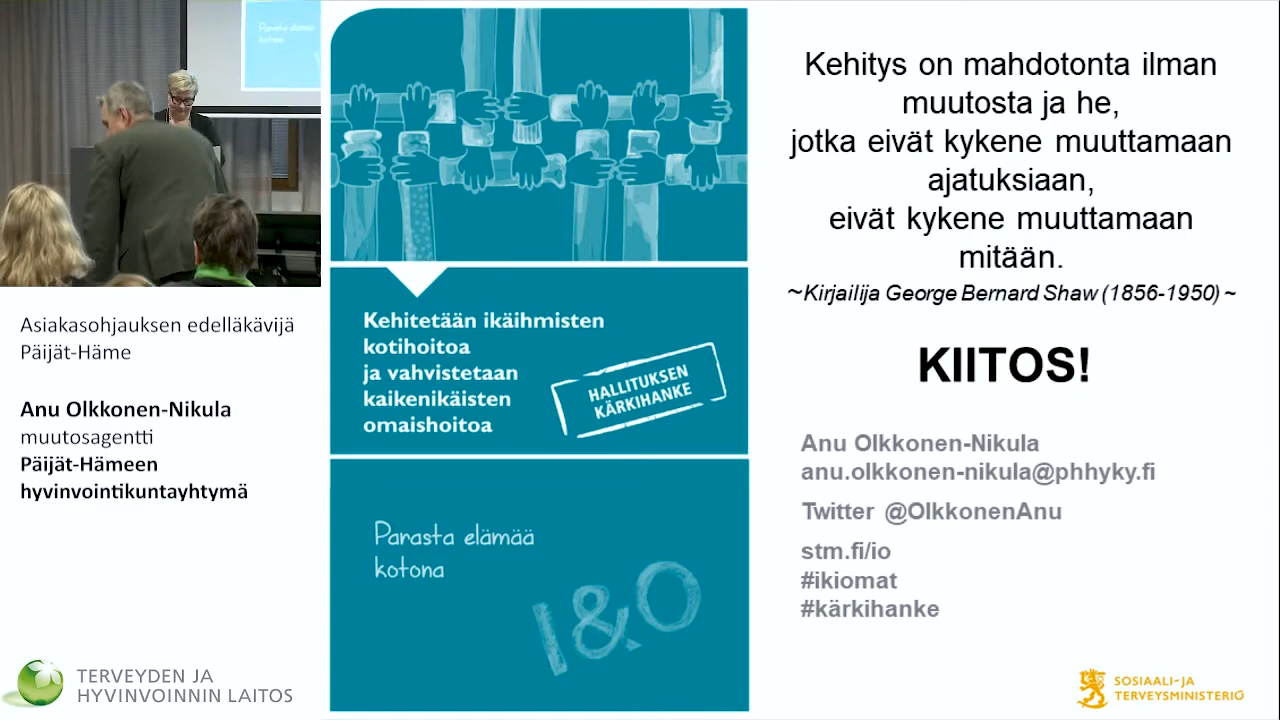 Parasta elämää
kotona
Asiakasohjauksen edelläkävijä
Päijät-Häme
Anu Olkkonen-Nikula
muutosagentti
Päijät-Hämeen
hyvinvointikuntayhtymä
TERVEYDEN JA
HYVINVOINNIN LAITOS
Kehitetään ikäihmisten
kotihoitoa
ja vahvistetaan
kaikenikäisten
omaishoitoa
HALLITUKSEN
KÄRKIHANKE
Parasta elämää
kotona
I&O
Kehitys on mahdotonta ilman
muutosta ja he,
jotka eivät kykene muuttamaan
ajatuksiaan,
eivät kykene muuttamaan
mitään.
~Kirjailija George Bernard Shaw (1856-1950) ~
KIITOS!
Anu Olkkonen-Nikula
anu.olkkonen-nikula@phhyky.fi
Twitter @OlkkonenAnu
stm.fi/io
#ikiomat
#kärkihanke
SOSIAALI- JA
TERVEYSMINISTERIÖ